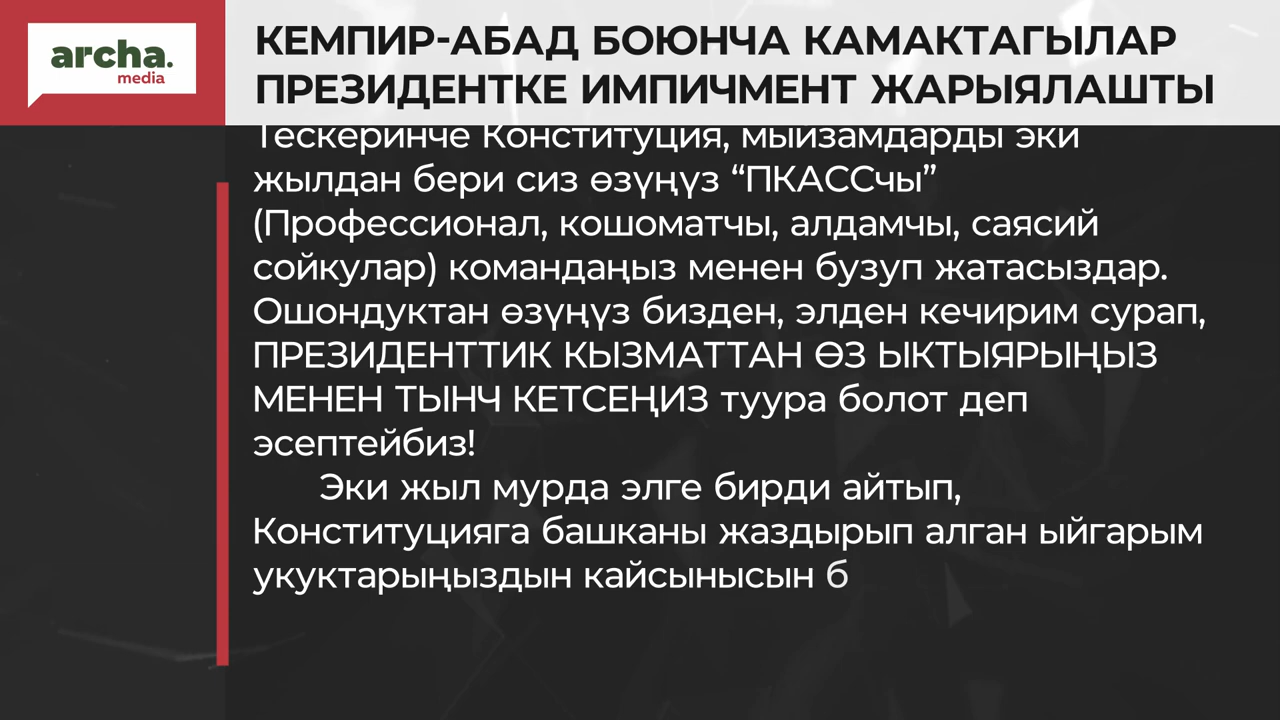 archa.
media
КЕМПИР-АБАД БОЮНЧА КАМАКТАГЫЛАР
ПРЕЗИДЕНТКЕ ИМПИЧМЕНТ ЖАРЫЯЛАШТЫ
Тескеринче Конституция, мыйзамдарды эки
жылдан бери сиз өзүңүз “ПКАССчы”
(Профессионал, кошоматчы, алдамчы, саясий
сойкулар) командаңыз менен бузуп жатасыздар.
Ошондуктан өзүңүз бизден, элден кечирим сурап,
ПРЕЗИДЕНТТИК КЫЗМАТТАН ӨЗ ЫКТЫЯРЫҢЫЗ
МЕНЕН ТЫНЧ КЕТСЕҢИЗ туура болот деп
эсептейбиз!
Эки жыл мурда элге бирди айтып,
Конституцияга башканы жаздырып алган ыйгарым
укуктарыңыздын кайсынысын б